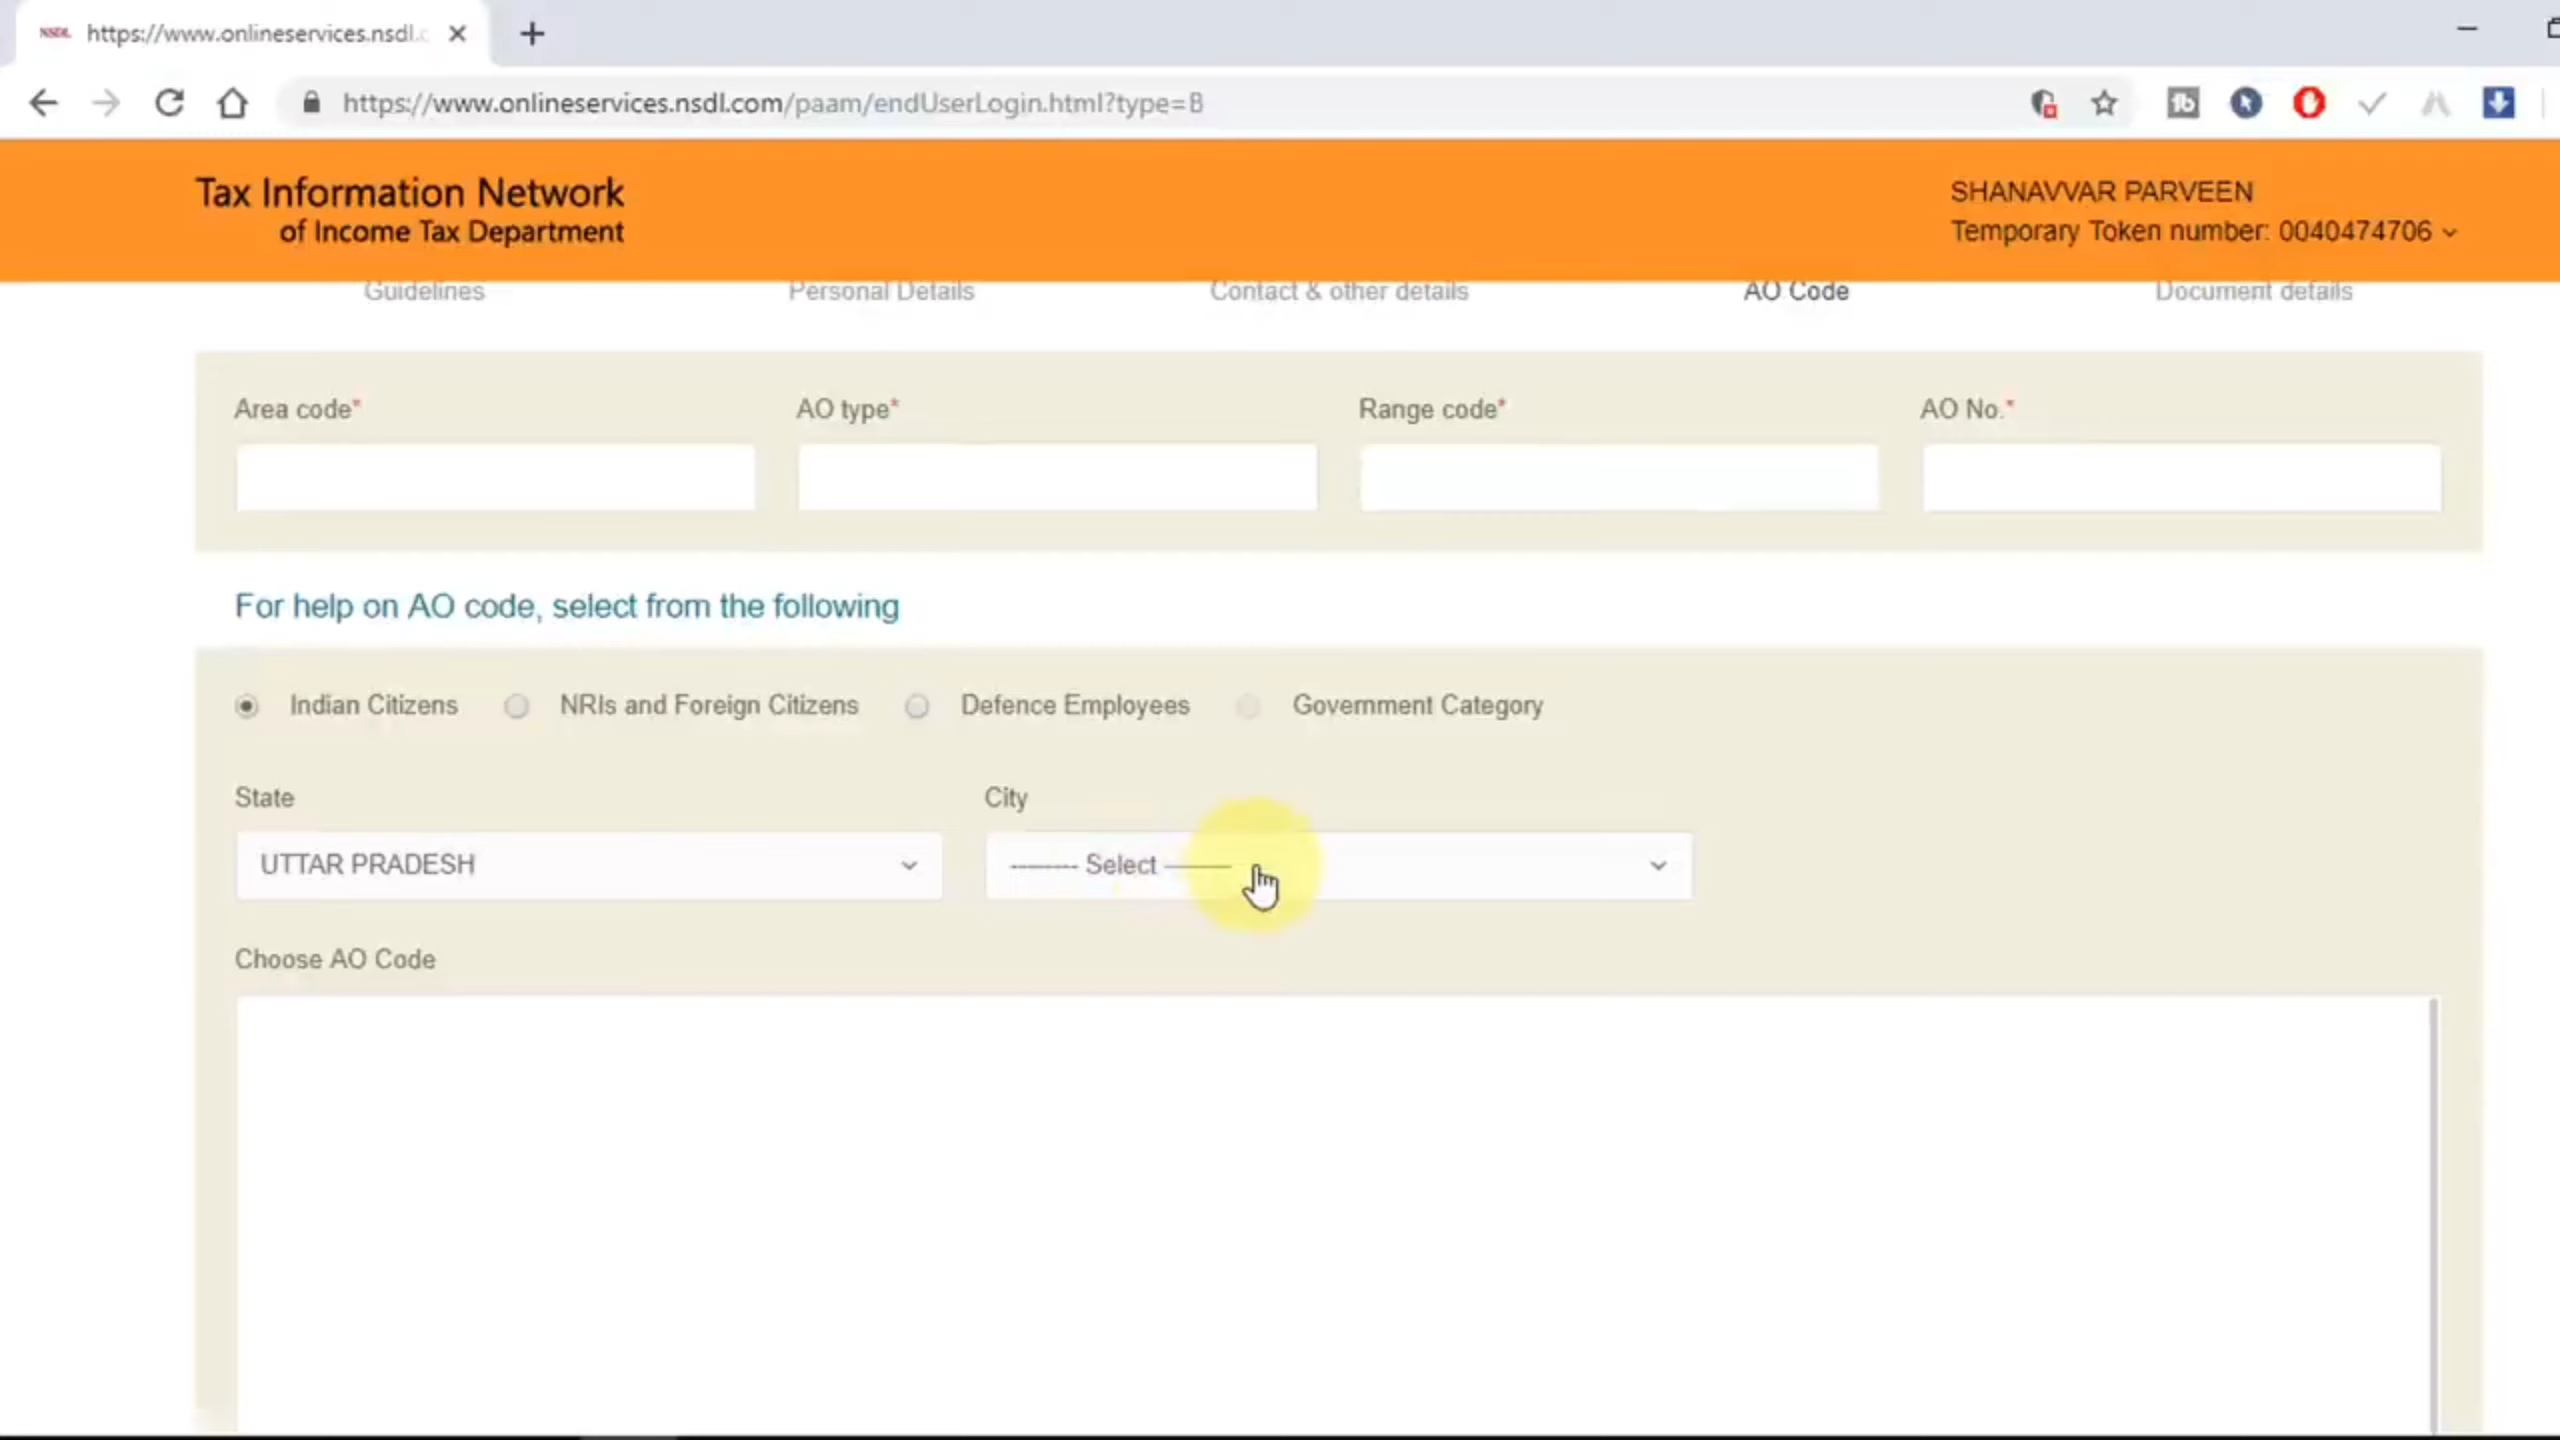 NSDL https://www.onlineservices.nsdl.c
https://www.onlineservices.nsdl.com/paam/endUserLogin.html?type=B
Tax Information Network
of Income Tax Department
SHANAVVAR PARVEEN
Temporary Token number: 0040474706
Guidelines Personal Details Contact & other details AO Code Document details
Area code* AO type* Range code* AO No.*
For help on AO code, select from the following
Indian Citizens NRIs and Foreign Citizens Defence Employees Government Category
State City
UTTAR PRADESH --------- Select ---------
Choose AO Code